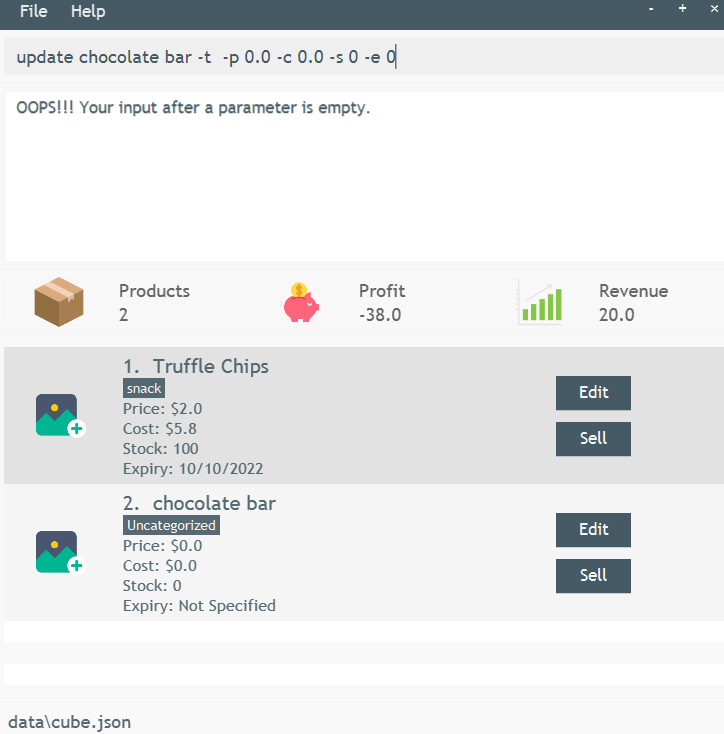 File Help - + ×
update chocolate bar -t  -p 0.0 -c 0.0 -s 0 -e 0
OOPS!!! Your input after a parameter is empty.
Products Profit Revenue
2 -38.0 20.0
1. Truffle Chips
snack
Edit
Price: $2.0
Cost: $5.8
Sell
Stock: 100
Expiry: 10/10/2022
2. chocolate bar
Uncategorized
Edit
Price: $0.0
Cost: $0.0
Sell
Stock: 0
Expiry: Not Specified
data\cube.json